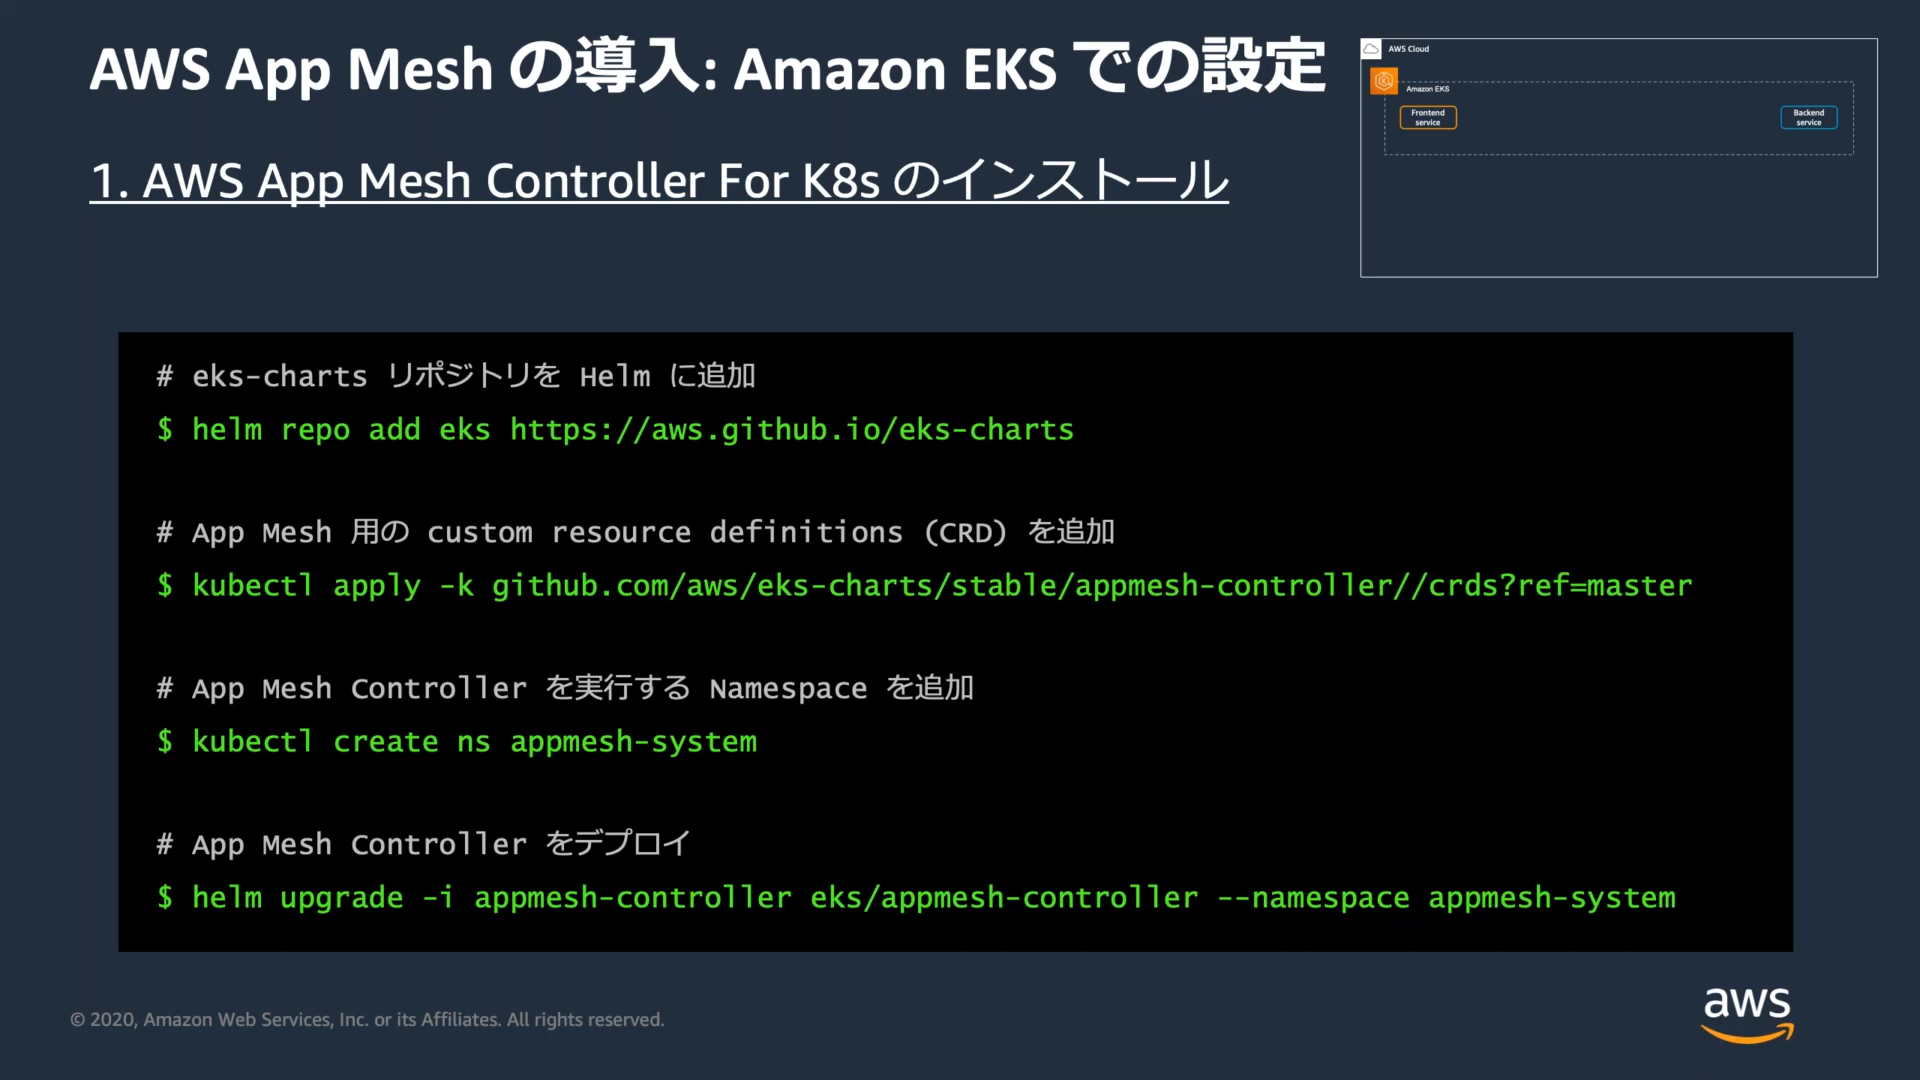 AWS App Mesh の導入: Amazon EKS での設定
AWS Cloud
Amazon EKS
Frontend
service
Backend
service
1. AWS App Mesh Controller For K8s のインストール
# eks-charts リポジトリを Helm に追加
$ helm repo add eks https://aws.github.io/eks-charts
# App Mesh 用の custom resource definitions (CRD) を追加
$ kubectl apply -k github.com/aws/eks-charts/stable/appmesh-controller//crds?ref=master
# App Mesh Controller を実行する Namespace を追加
$ kubectl create ns appmesh-system
# App Mesh Controller をデプロイ
$ helm upgrade -i appmesh-controller eks/appmesh-controller --namespace appmesh-system
© 2020, Amazon Web Services, Inc. or its Affiliates. All rights reserved.
aws